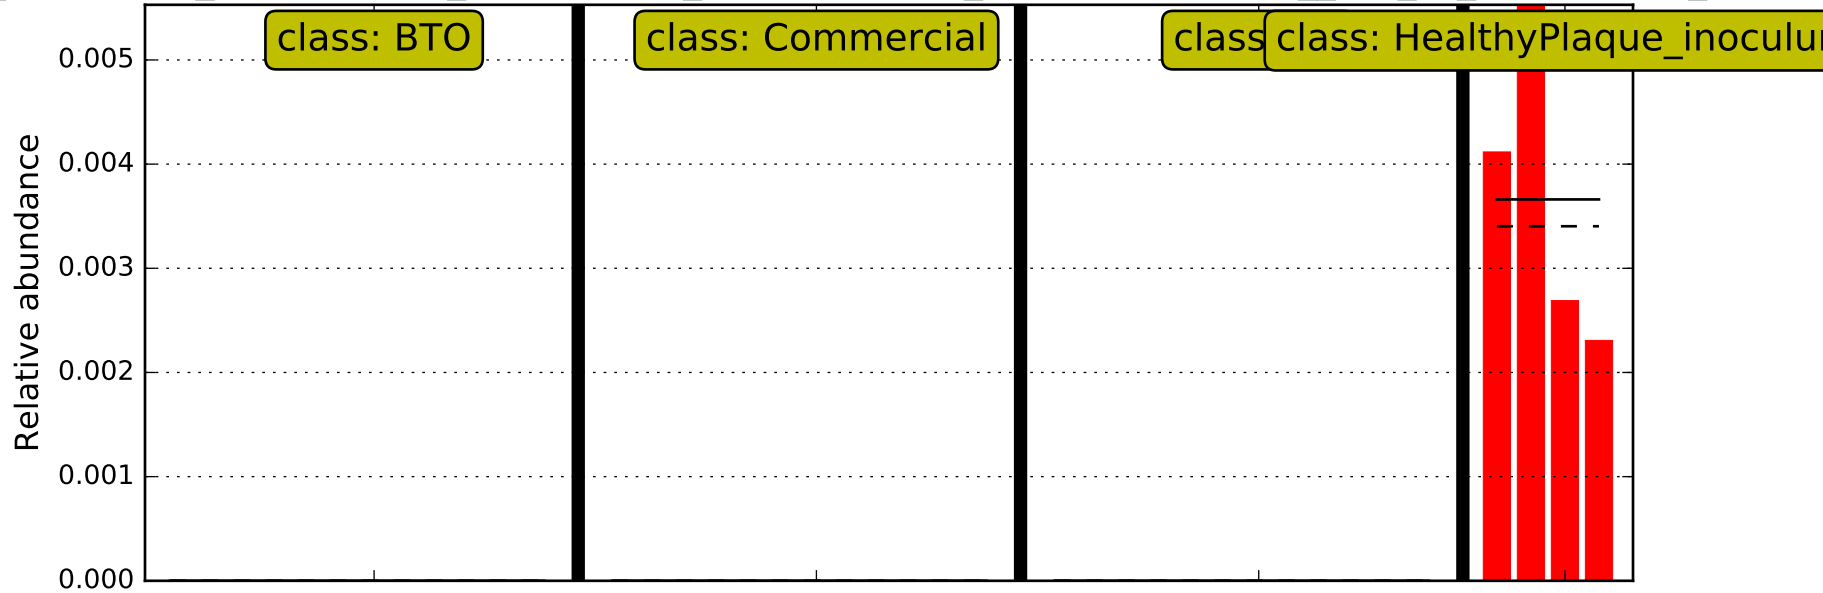 class: BTO
class: Commercial
class
class: HealthyPlaque_inoculu
0.005
0.004
0.003
0.002
0.001
0.000
Relative abundance